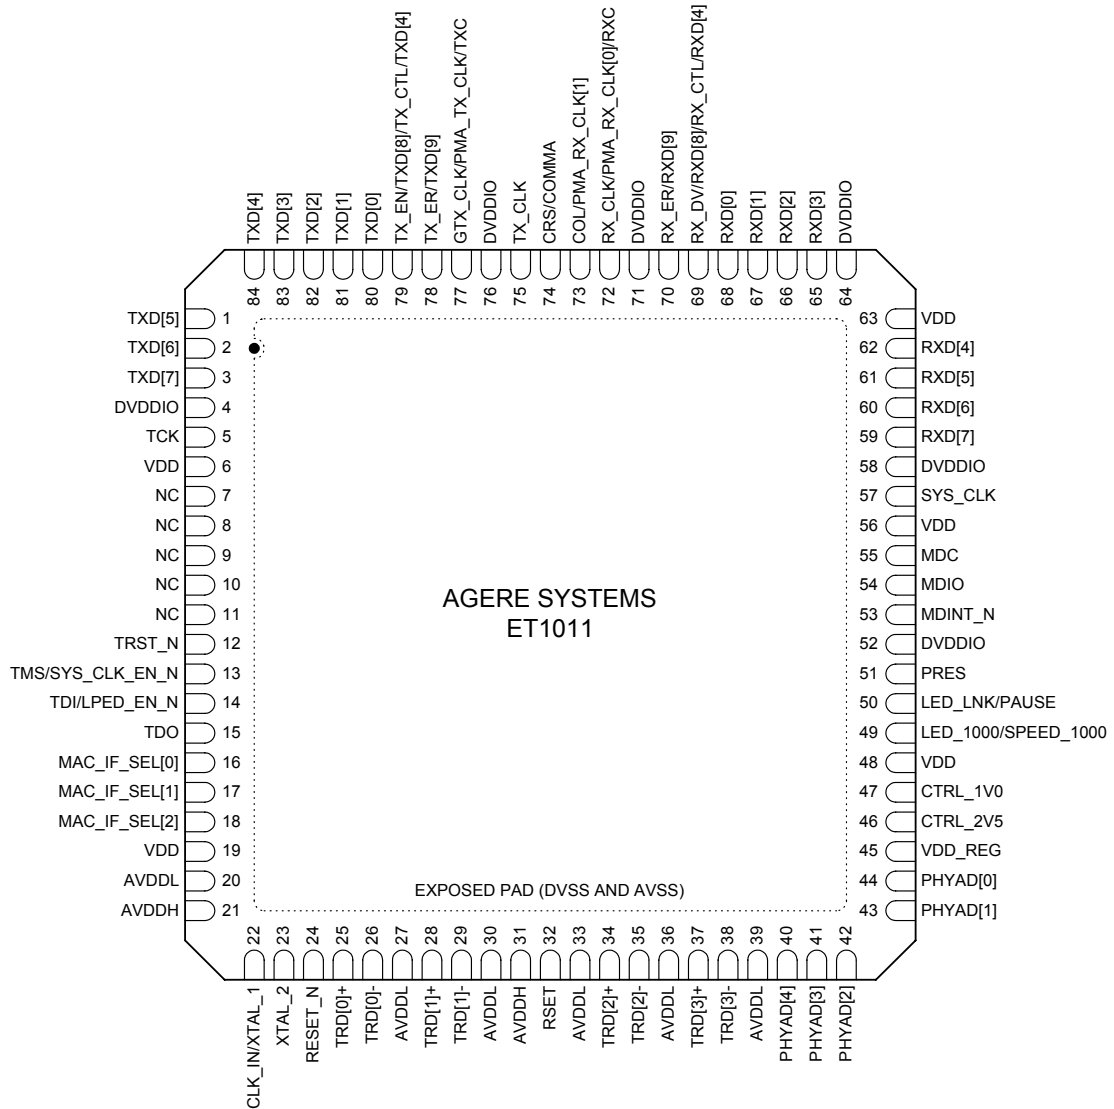 TXD[4]
TXD[3]
TXD[2]
TXD[1]
TXD[0]
TX_EN/TXD[8]/TX_CTL/TXD[4]
TX_ER/TXD[9]
GTX_CLK/PMA_TX_CLK/TXC
DVDDIO
TX_CLK
CRS/COMMA
COL/PMA_RX_CLK[1]
RX_CLK/PMA_RX_CLK[0]/RXC
DVDDIO
RX_ER/RXD[9]
RX_DV/RXD[8]/RX_CTL/RXD[4]
RXD[0]
RXD[1]
RXD[2]
RXD[3]
DVDDIO
84
83
82
81
80
79
78
77
76
75
74
73
72
71
70
69
68
67
66
65
64
TXD[5] 1
TXD[6] 2
TXD[7] 3
DVDDIO 4
TCK 5
VDD 6
NC 7
NC 8
NC 9
NC 10
NC 11
TRST_N 12
TMS/SYS_CLK_EN_N 13
TDI/LPED_EN_N 14
TDO 15
MAC_IF_SEL[0] 16
MAC_IF_SEL[1] 17
MAC_IF_SEL[2] 18
VDD 19
AVDDL 20
AVDDH 21
AGERE SYSTEMS
ET1011
EXPOSED PAD (DVSS AND AVSS)
63 VDD
62 RXD[4]
61 RXD[5]
60 RXD[6]
59 RXD[7]
58 DVDDIO
57 SYS_CLK
56 VDD
55 MDC
54 MDIO
53 MDINT_N
52 DVDDIO
51 PRES
50 LED_LNK/PAUSE
49 LED_1000/SPEED_1000
48 VDD
47 CTRL_1V0
46 CTRL_2V5
45 VDD_REG
44 PHYAD[0]
43 PHYAD[1]
22
23
24
25
26
27
28
29
30
31
32
33
34
35
36
37
38
39
40
41
42
CLK_IN/XTAL_1
XTAL_2
RESET_N
TRD[0]+
TRD[0]-
AVDDL
TRD[1]+
TRD[1]-
AVDDL
AVDDH
RSET
AVDDL
TRD[2]+
TRD[2]-
AVDDL
TRD[3]+
TRD[3]-
AVDDL
PHYAD[4]
PHYAD[3]
PHYAD[2]